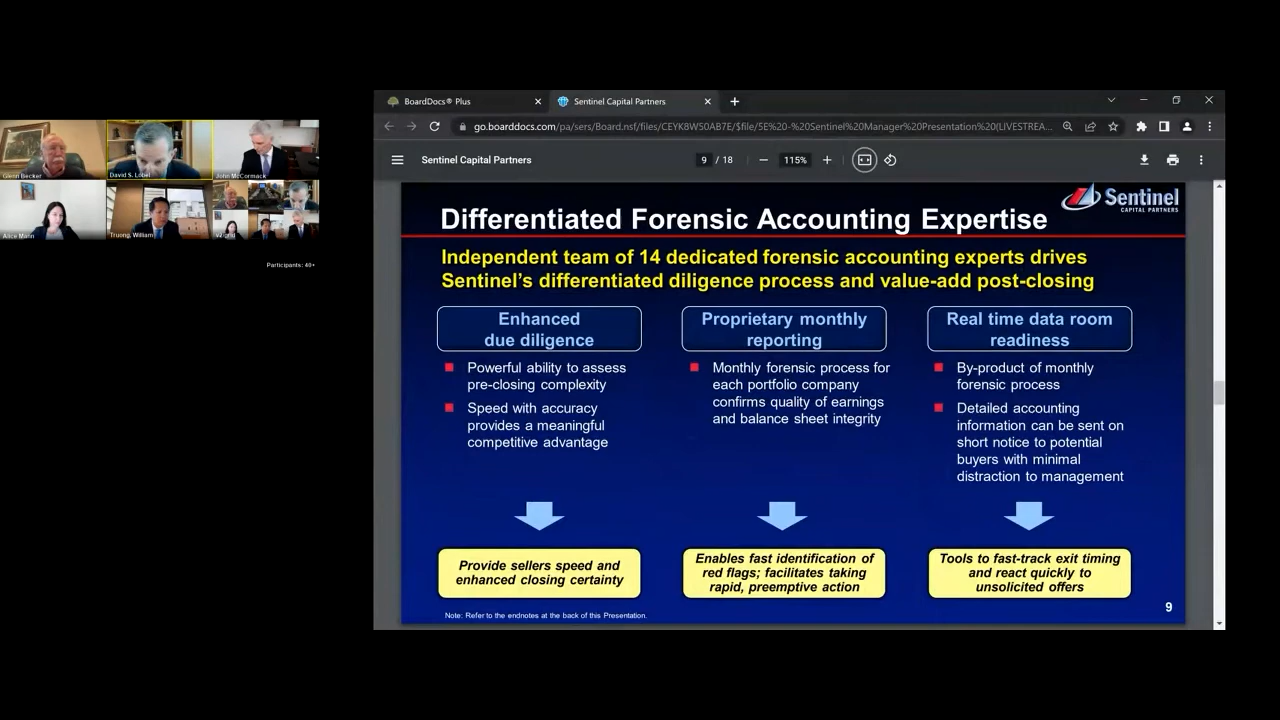 Glenn Becker
David S. Lobel
John McCormack
Alice Mann
Truong, William
Participants: 40+
BoardDocs® Plus
Sentinel Capital Partners
go.boarddocs.com/pa/sers/Board.nsf/files/CEYK8W50AB7E/$file/5E%20-%20Sentinel%20Manager%20Presentation%20(LIVESTREA...
Sentinel Capital Partners
9 / 18
115%
Sentinel
CAPITAL PARTNERS
Differentiated Forensic Accounting Expertise
Independent team of 14 dedicated forensic accounting experts drives
Sentinel’s differentiated diligence process and value-add post-closing
Enhanced
due diligence
Powerful ability to assess
pre-closing complexity
Speed with accuracy
provides a meaningful
competitive advantage
Provide sellers speed and
enhanced closing certainty
Proprietary monthly
reporting
Monthly forensic process for
each portfolio company
confirms quality of earnings
and balance sheet integrity
Enables fast identification of
red flags; facilitates taking
rapid, preemptive action
Real time data room
readiness
By-product of monthly
forensic process
Detailed accounting
information can be sent on
short notice to potential
buyers with minimal
distraction to management
Tools to fast-track exit timing
and react quickly to
unsolicited offers
Note: Refer to the endnotes at the back of this Presentation.
9